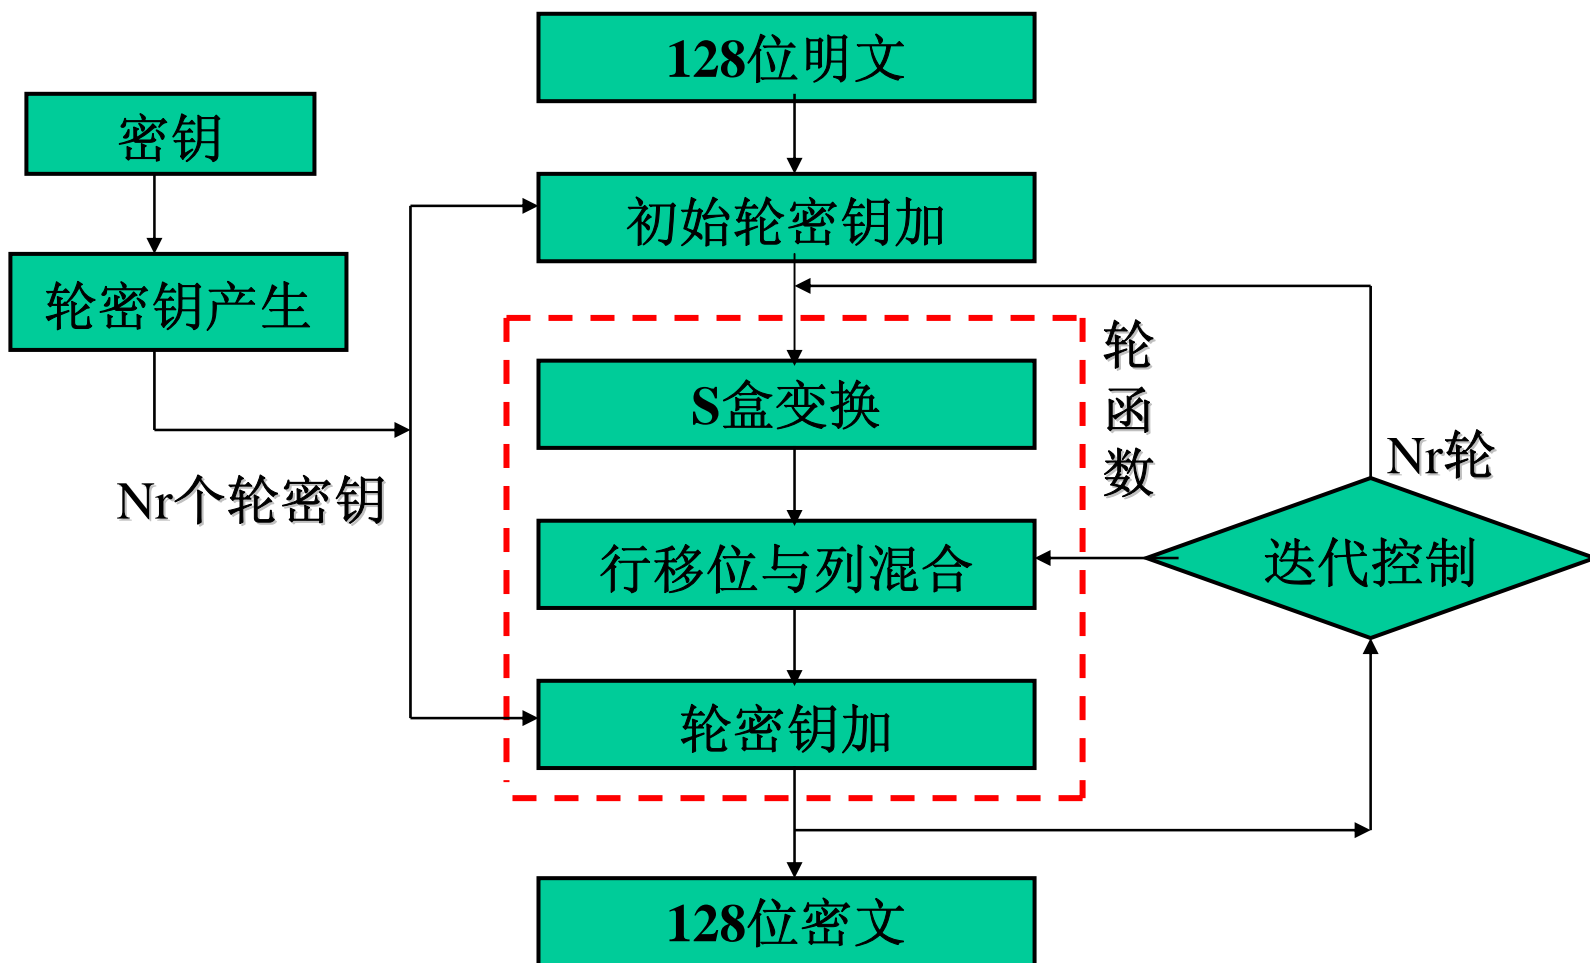 128位明文
密钥
初始轮密钥加
轮密钥产生
轮函数
S盒变换
Nr轮
Nr个轮密钥
行移位与列混合
迭代控制
轮密钥加
128位密文